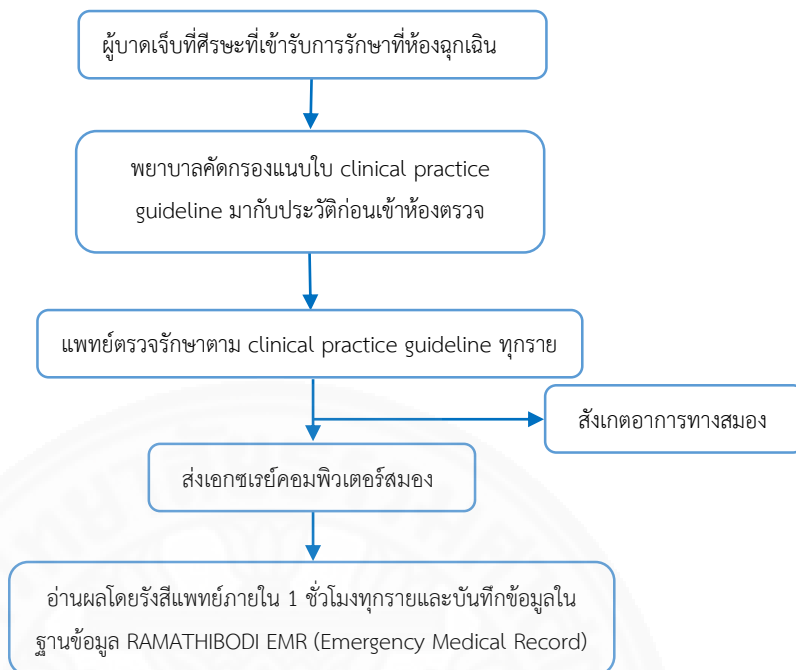 ผู้บาดเจ็บที่ศีรษะที่เข้ารับการรักษาที่ห้องฉุกเฉิน
พยาบาลคัดกรองแนบใบ clinical practice
guideline มากับประวัติก่อนเข้าห้องตรวจ
แพทย์ตรวจรักษาตาม clinical practice guideline ทุกราย
สังเกตอาการทางสมอง
ส่งเอกซเรย์คอมพิวเตอร์สมอง
อ่านผลโดยรังสีแพทย์ภายใน 1 ชั่วโมงทุกรายและบันทึกข้อมูลใน
ฐานข้อมูล RAMATHIBODI EMR (Emergency Medical Record)